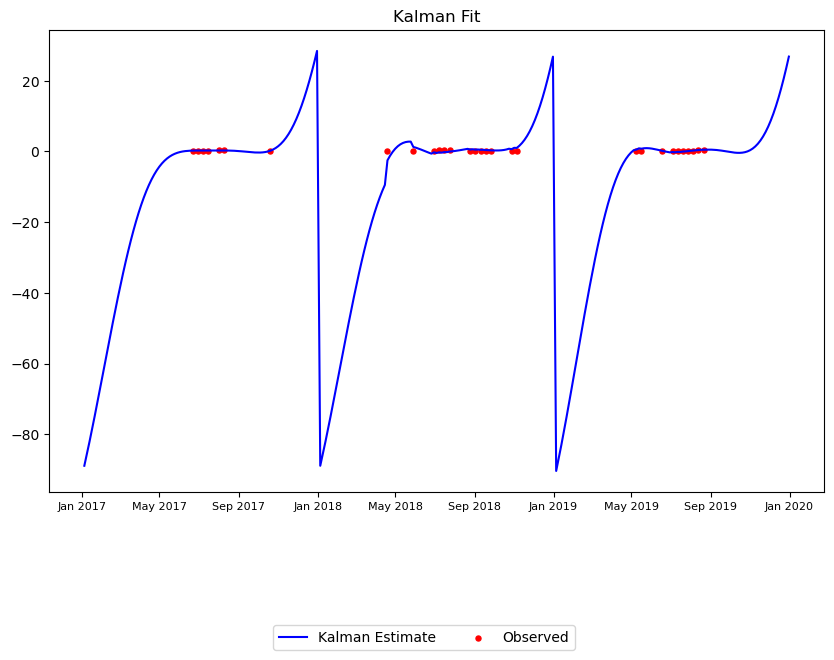 Kalman Fit
20
0
−20
−40
−60
−80
Jan 2017 May 2017 Sep 2017 Jan 2018 May 2018 Sep 2018 Jan 2019 May 2019 Sep 2019 Jan 2020
Kalman Estimate Observed